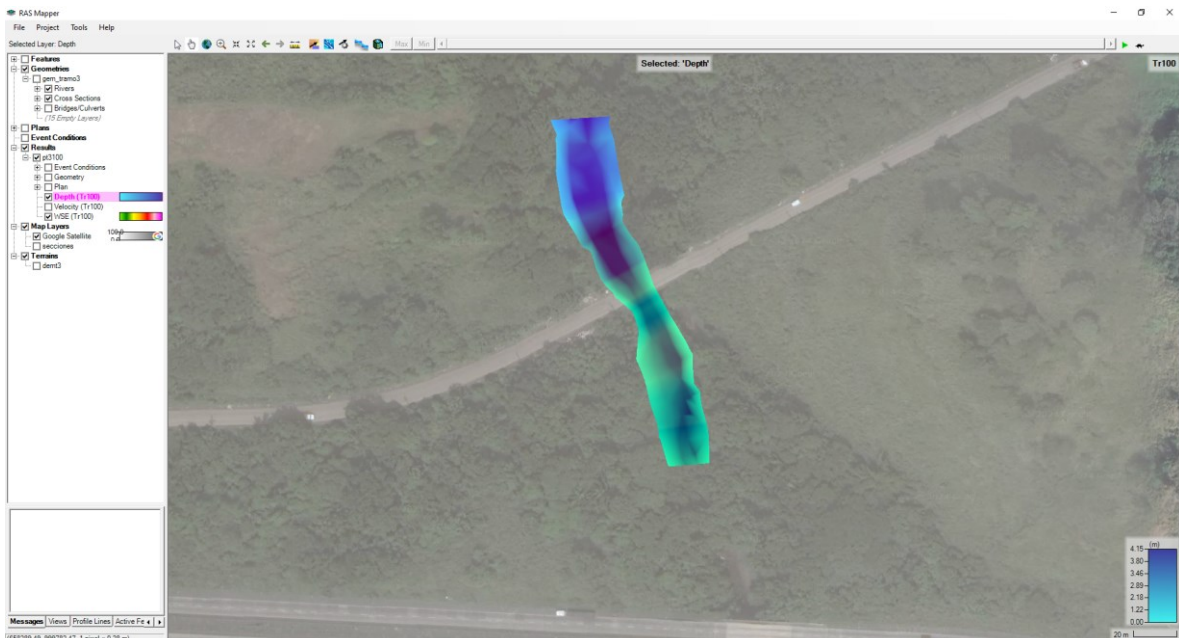 RAS Mapper
File Project Tools Help
Selected Layer: Depth
Max Min
Features
Geometries
gem_tramo3
Rivers
Cross Sections
Bridges/Culverts
(15 Empty Layers)
Plans
Event Conditions
Results
pt3100
Event Conditions
Geometry
Plan
Depth (Tr100)
Velocity (Tr100)
WSE (Tr100)
Map Layers
Google Satellite
secciones
Terrains
demt3
Selected: 'Depth'
Tr100
(m)
4.15
3.80
3.46
2.89
2.18
1.22
0.00
20 m
Messages Views Profile Lines Active Fe